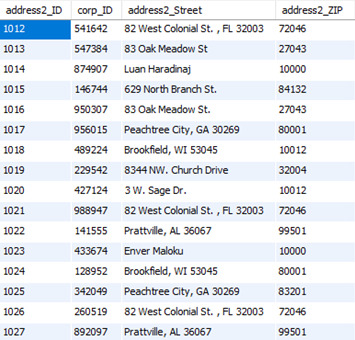 address2_ID corp_ID address2_Street address2_ZIP
1012 541642 82 West Colonial St. , FL 32003 72046
1013 547384 83 Oak Meadow St 27043
1014 874907 Luan Haradinaj 10000
1015 146744 629 North Branch St. 84132
1016 950307 83 Oak Meadow St. 27043
1017 956015 Peachtree City, GA 30269 80001
1018 489224 Brookfield, WI 53045 10012
1019 229542 8344 NW. Church Drive 32004
1020 427124 3 W. Sage Dr. 10012
1021 988947 82 West Colonial St. , FL 32003 72046
1022 141555 Prattville, AL 36067 99501
1023 433674 Enver Maloku 10000
1024 128952 Brookfield, WI 53045 80001
1025 342049 Peachtree City, GA 30269 83201
1026 260519 82 West Colonial St. , FL 32003 72046
1027 892097 Prattville, AL 36067 99501